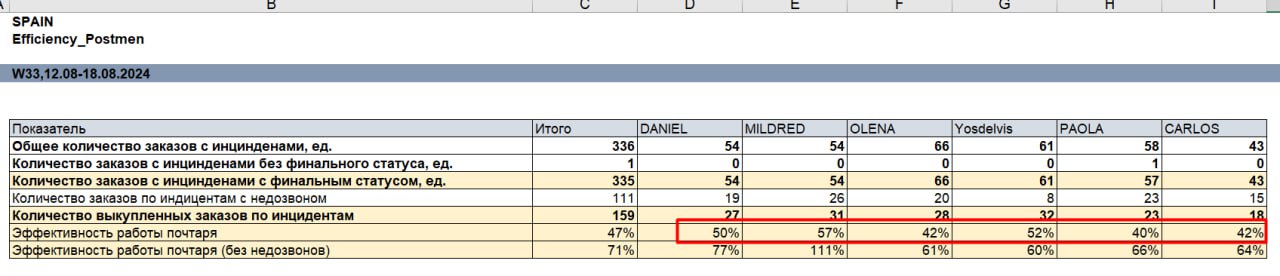 A B C D E F G H I
SPAIN
Efficiency_Postmen
W33,12.08-18.08.2024
Показатель Итого DANIEL MILDRED OLENA Yosdelvis PAOLA CARLOS
Общее количество заказов с инцинденами, ед. 336 54 54 66 61 58 43
Количество заказов с инцинденами без финального статуса, ед. 1 0 0 0 0 1 0
Количество заказов с инцинденами с финальным статусом, ед. 335 54 54 66 61 57 43
Количество заказов по индицентам с недозвоном 111 19 26 20 8 23 15
Количество выкупленных заказов по инцидентам 159 27 31 28 32 23 18
Эффективность работы почтаря 47% 50% 57% 42% 52% 40% 42%
Эффективность работы почтаря (без недозвонов) 71% 77% 111% 61% 60% 66% 64%